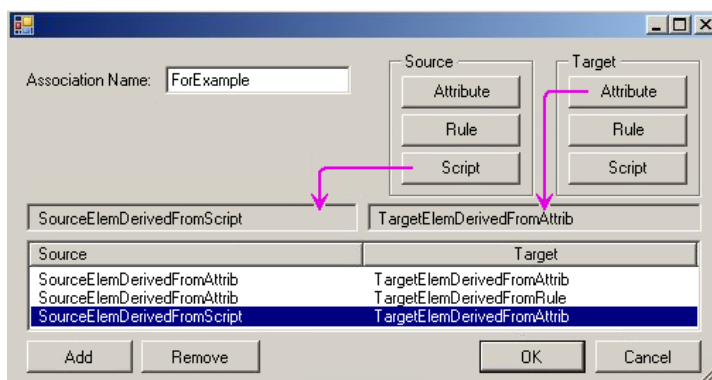 Source Target
Association Name: ForExample Attribute Attribute
Rule Rule
Script Script
SourceElemDerivedFromScript TargetElemDerivedFromAttrib
Source Target
SourceElemDerivedFromAttrib TargetElemDerivedFromAttrib
SourceElemDerivedFromAttrib TargetElemDerivedFromRule
SourceElemDerivedFromScript TargetElemDerivedFromAttrib
Add Remove OK Cancel